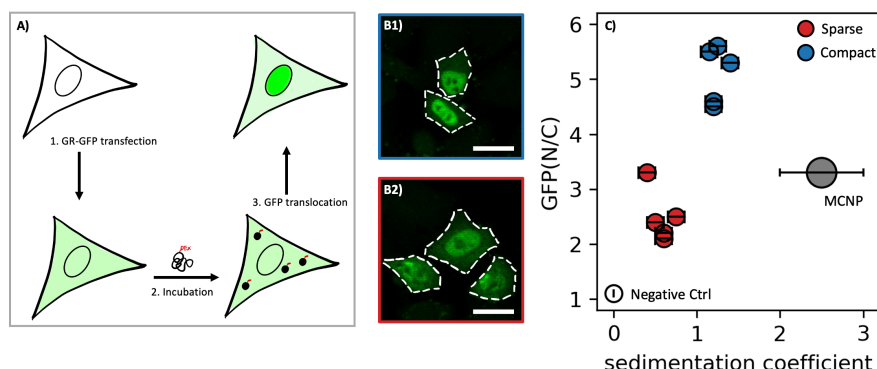 A)
1. GR-GFP transfection
3. GFP translocation
2. Incubation
B1)
B2)
C)
Sparse
Compact
GFP(N/C)
6
5
4
3
2
1
MCNP
Negative Ctrl
0
1
2
3
sedimentation coefficient